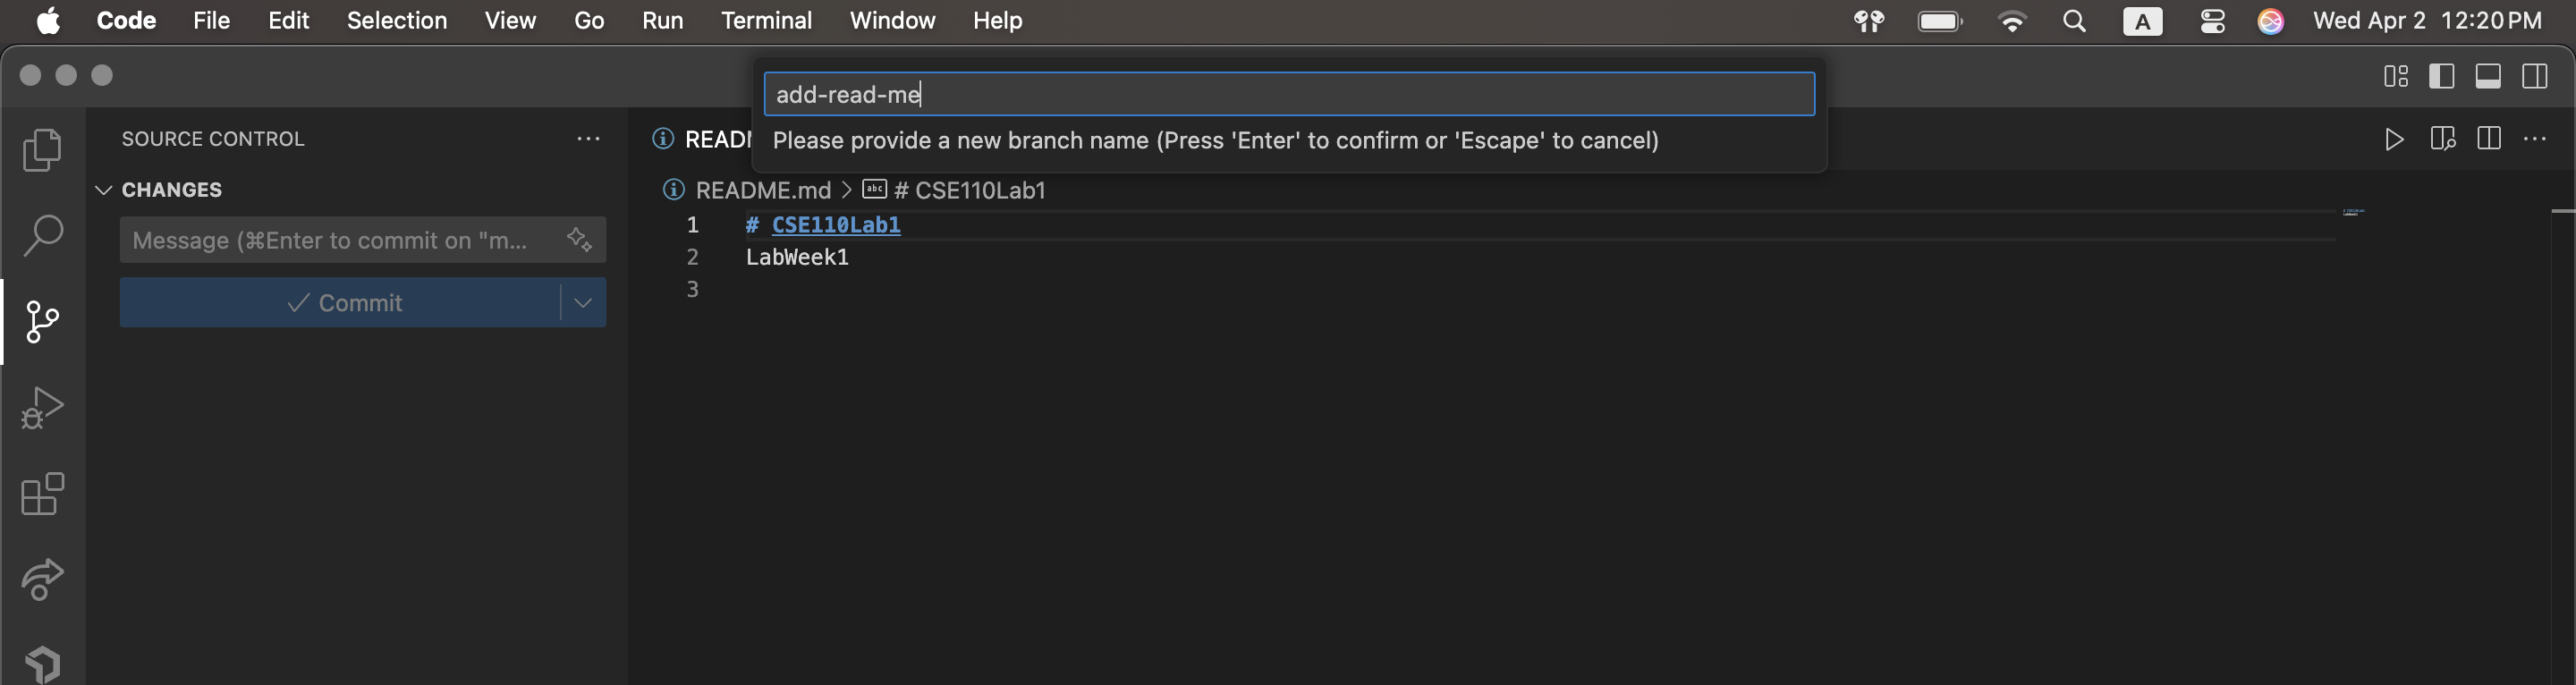 Code File Edit Selection View Go Run Terminal Window Help A Wed Apr 2 12:20 PM
add-read-me
Please provide a new branch name (Press 'Enter' to confirm or 'Escape' to cancel)
SOURCE CONTROL ···
CHANGES
Message (⌘Enter to commit on "m...
Commit
README.md > abc # CSE110Lab1
1 # CSE110Lab1
2 LabWeek1
3